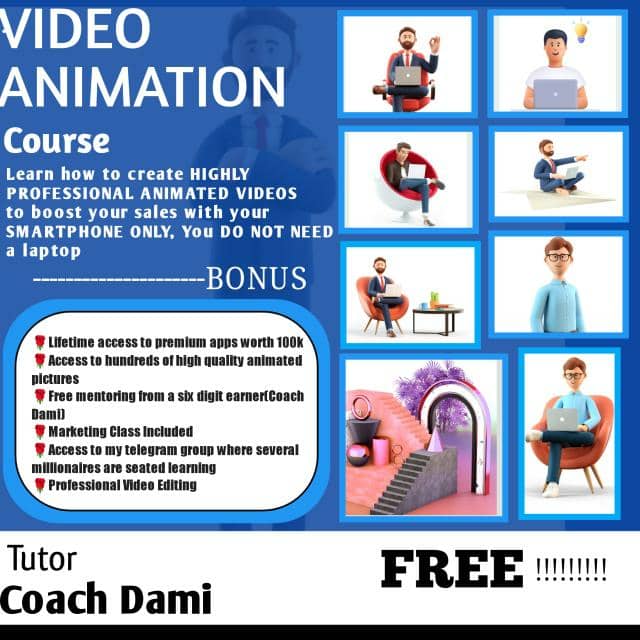 VIDEO
ANIMATION
Course
Learn how to create HIGHLY
PROFESSIONAL ANIMATED VIDEOS
to boost your sales with your
SMARTPHONE ONLY, You DO NOT NEED
a laptop
---------------------BONUS
🌹Lifetime access to premium apps worth 100k
🌹Access to hundreds of high quality animated
pictures
🌹Free mentoring from a six digit earner(Coach
Dami)
🌹Marketing Class Included
🌹Access to my telegram group where several
millionaires are seated learning
🌹Professional Video Editing
Tutor
Coach Dami
FREE !!!!!!!!!